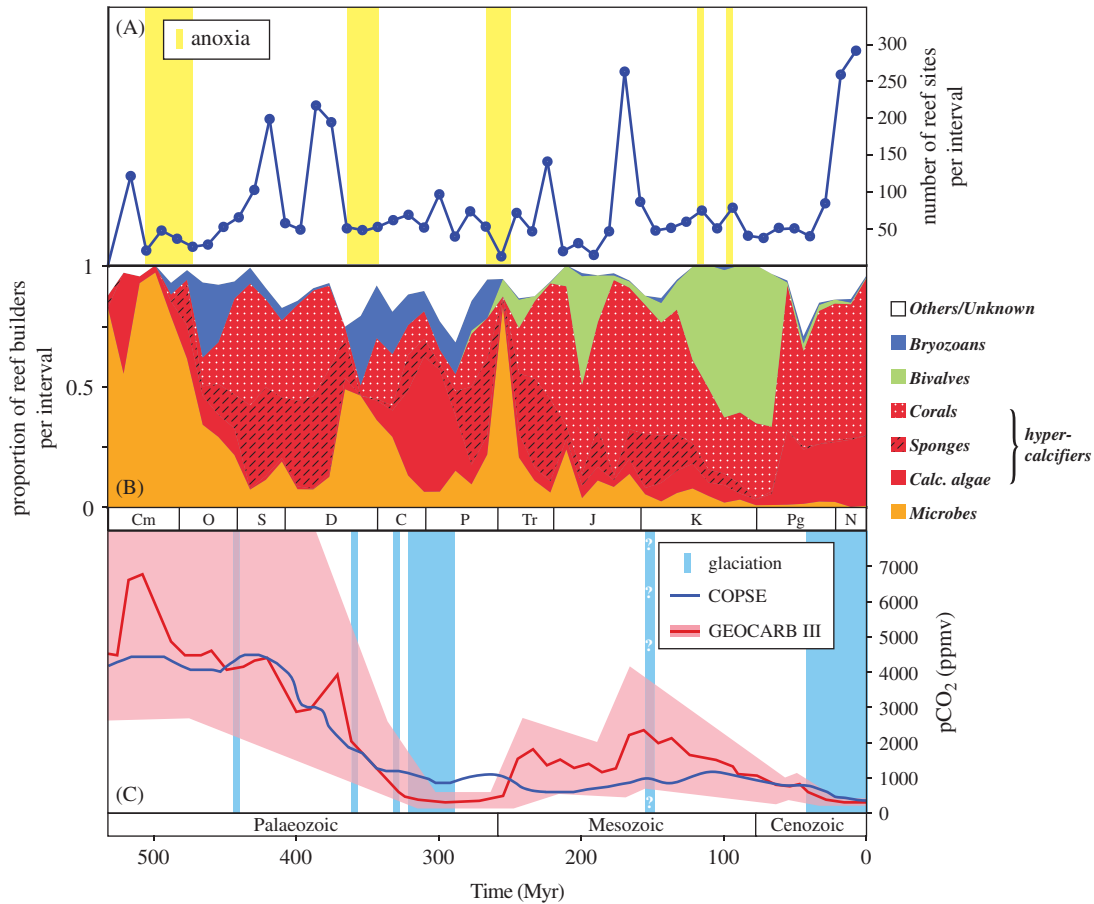 (A)
anoxia
300
250
200
150
100
50
number of reef sites
per interval
1
0.5
0
proportion of reef builders
per interval
(B)
Others/Unknown
Bryozoans
Bivalves
Corals
Sponges
Calc. algae
Microbes
hyper-
calcifiers
Cm O S D C P Tr J K Pg N
(C)
? ? ? ?
glaciation
COPSE
GEOCARB III
7000
6000
5000
4000
3000
2000
1000
0
pCO2 (ppmv)
Palaeozoic Mesozoic Cenozoic
500 400 300 200 100 0
Time (Myr)